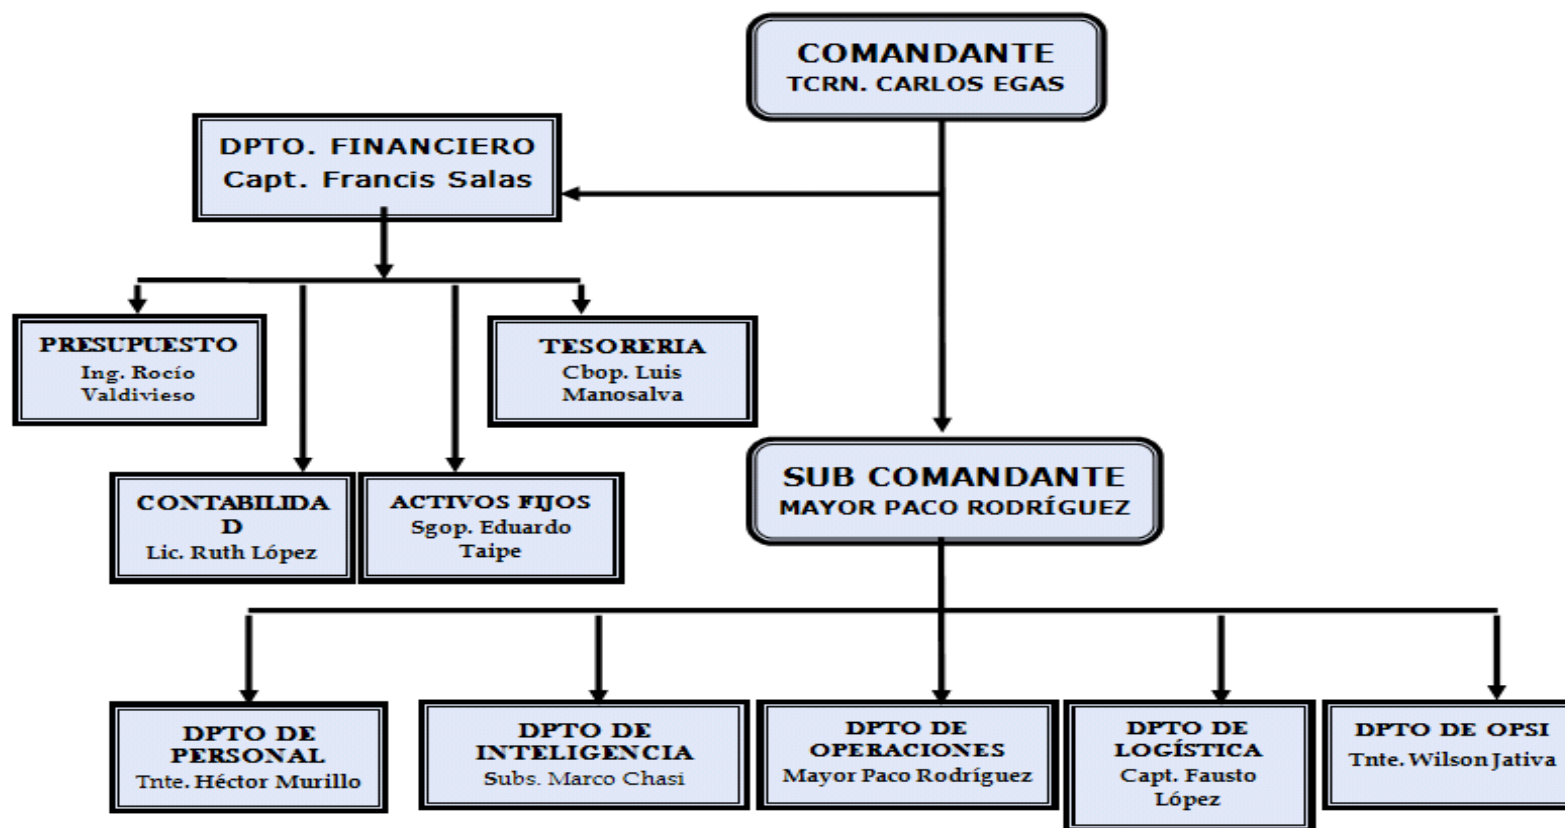 COMANDANTE
TCRN. CARLOS EGAS
DPTO. FINANCIERO
Capt. Francis Salas
PRESUPUESTO
Ing. Rocío
Valdivieso
TESORERIA
Cbop. Luis
Manosalva
CONTABILIDA
D
Lic. Ruth López
ACTIVOS FIJOS
Sgop. Eduardo
Taipe
SUB COMANDANTE
MAYOR PACO RODRÍGUEZ
DPTO DE
PERSONAL
Tnte. Héctor Murillo
DPTO DE
INTELIGENCIA
Subs. Marco Chasi
DPTO DE
OPERACIONES
Mayor Paco Rodríguez
DPTO DE
LOGÍSTICA
Capt. Fausto
López
DPTO DE OPSI
Tnte. Wilson Jativa